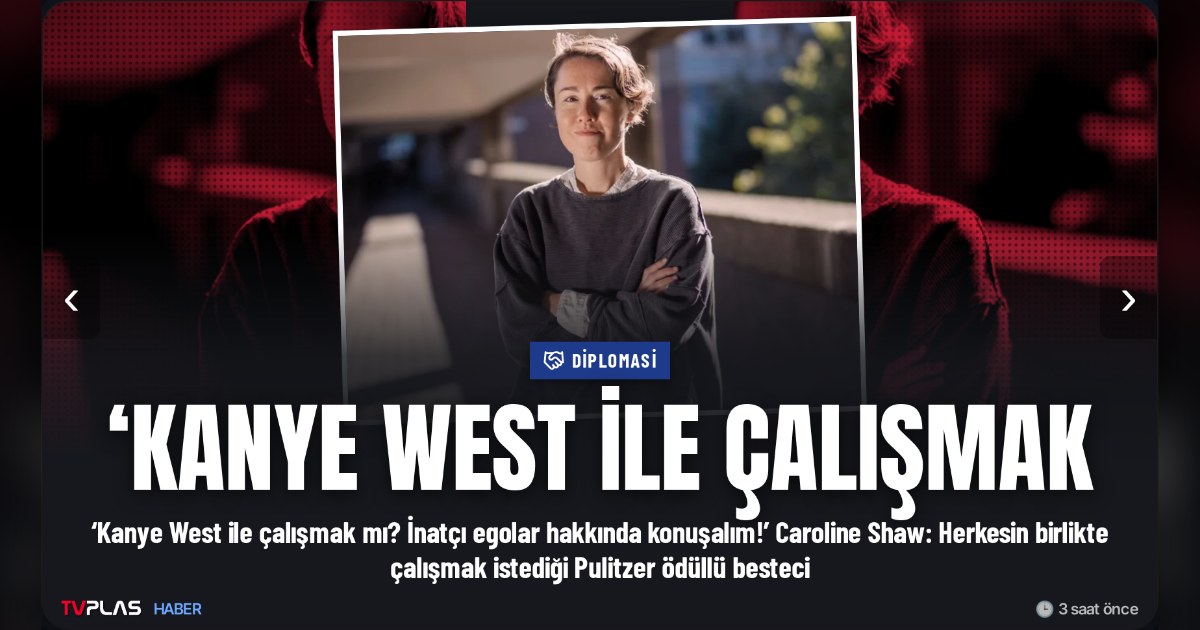 DİPLOMASİ
‘KANYE WEST İLE ÇALIŞMAK
‘Kanye West ile çalışmak mı? İnatçı egolar hakkında konuşalım!’ Caroline Shaw: Herkesin birlikte
çalışmak istediği Pulitzer ödüllü besteci
TVPLAS HABER
3 saat önce